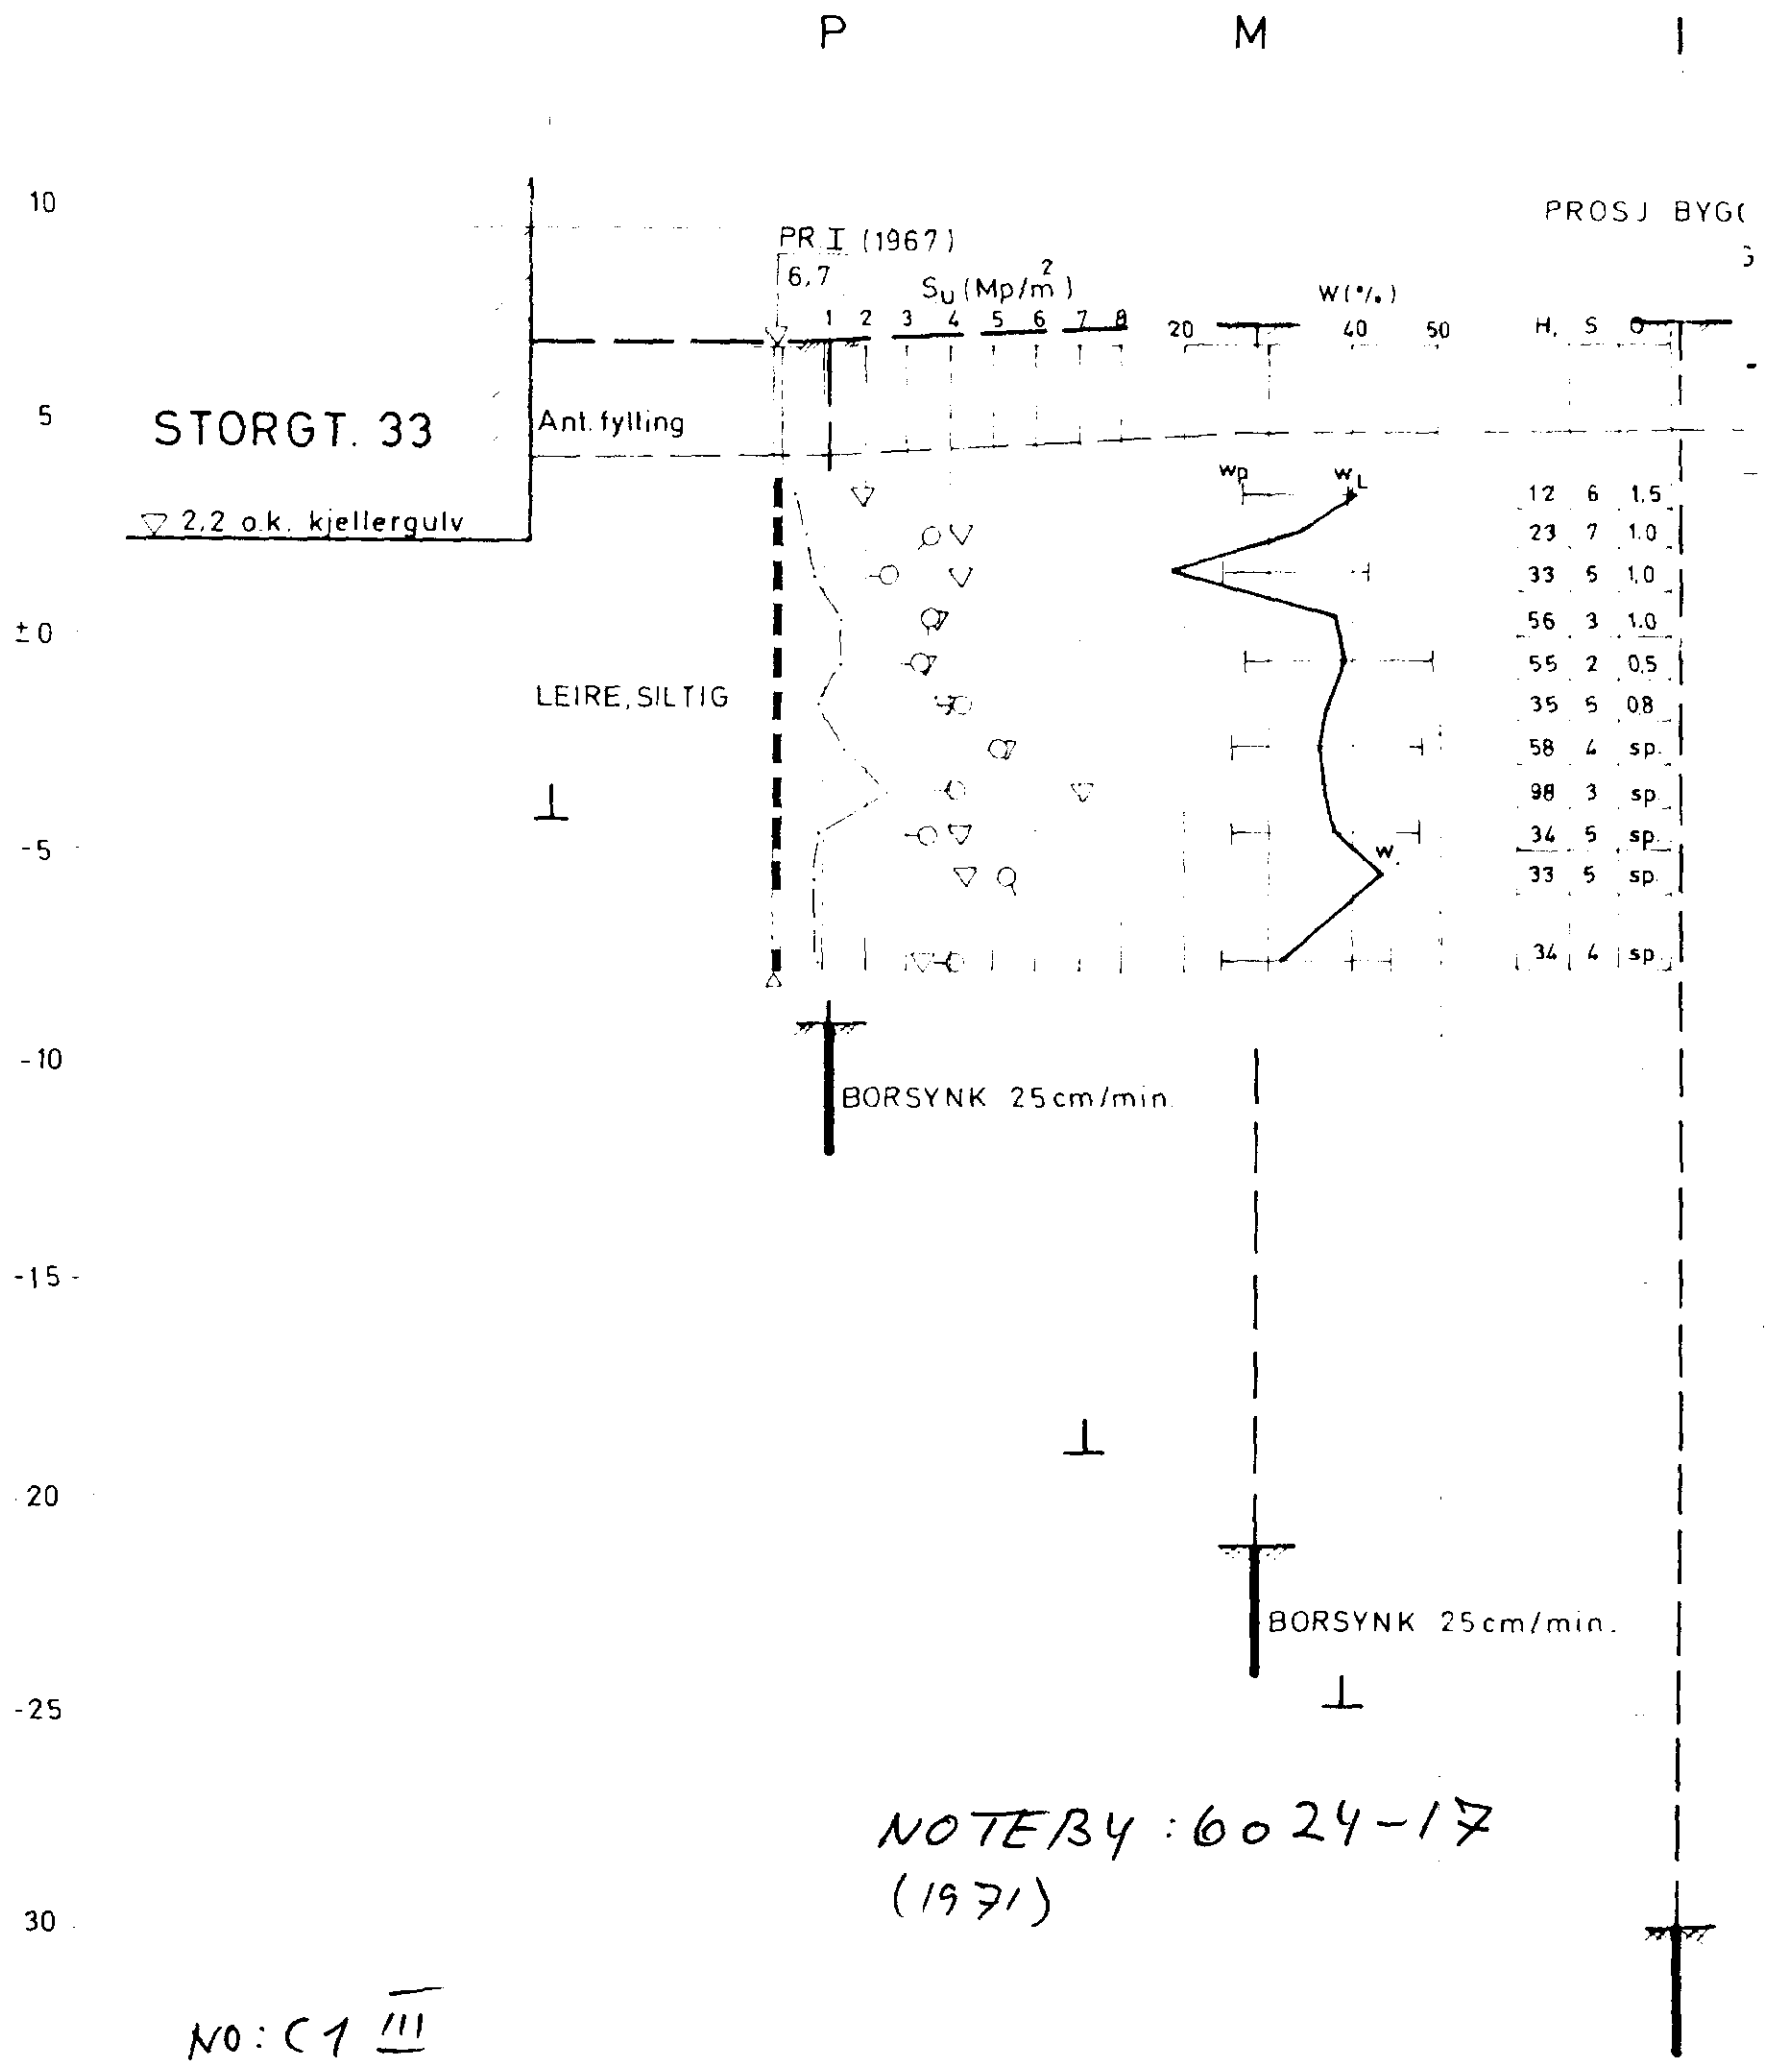 P M I
10
PROSJ BYGG
PR. I (1967)
6,7
Su (Mp/m²)
W(%)
1 2 3 4 5 6 7 8
20 40 50
H3 S O
5
STORGT. 33
Ant. fylling
wp wL
▽ 2,2 o.k. kjellergulv
12 6 1,5
23 7 1.0
33 5 1,0
±0
56 3 1.0
55 2 0,5
LEIRE, SILTIG
35 5 0,8
58 4 sp.
98 3 sp.
-5
34 5 sp.
w.
33 5 sp.
34 4 sp.
-10
BORSYNK 25cm/min.
-15
20
BORSYNK 25cm/min.
-25
NOTEBY : 6024-17
(1971)
30
NO: C1 III